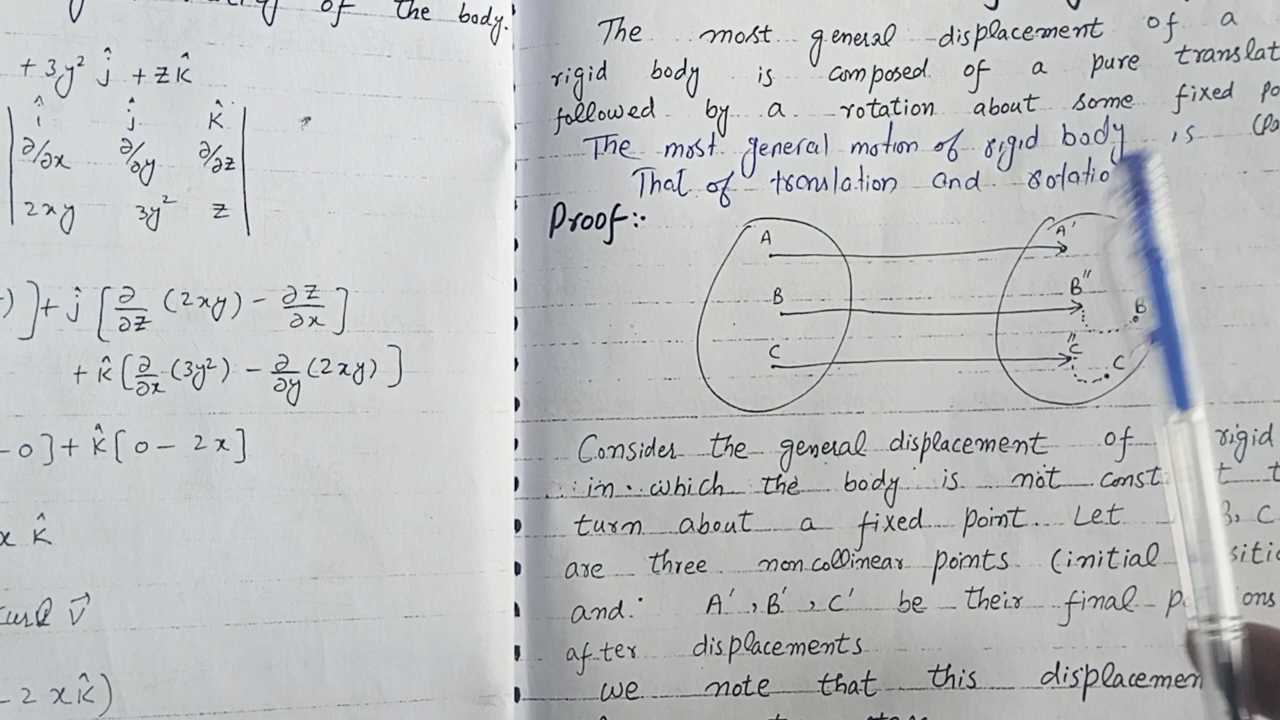 of the body.
+ 3y² ĵ + z k̂
î ĵ k̂
∂/∂x ∂/∂y ∂/∂z
2xy 3y² z
)] + ĵ [∂/∂z (2xy) - ∂z/∂x]
+ k̂ [∂/∂x (3y²) - ∂/∂y (2xy)]
- 0] + k̂ [0 - 2x]
x k̂
curl V⃗
- 2xk̂)
The most general displacement of a
rigid body is composed of a pure translat
followed by a rotation about some fixed po
The most general motion of rigid body is
That of translation and rotatio
Proof:-
A A'
B B'' B
C C'' C
Consider the general displacement of rigid
in which the body is not const t t
turn about a fixed point. Let B, C
are three noncollinear points (initial sitio
and A', B', C' be their final p ons
after displacements
we note that this displacemen